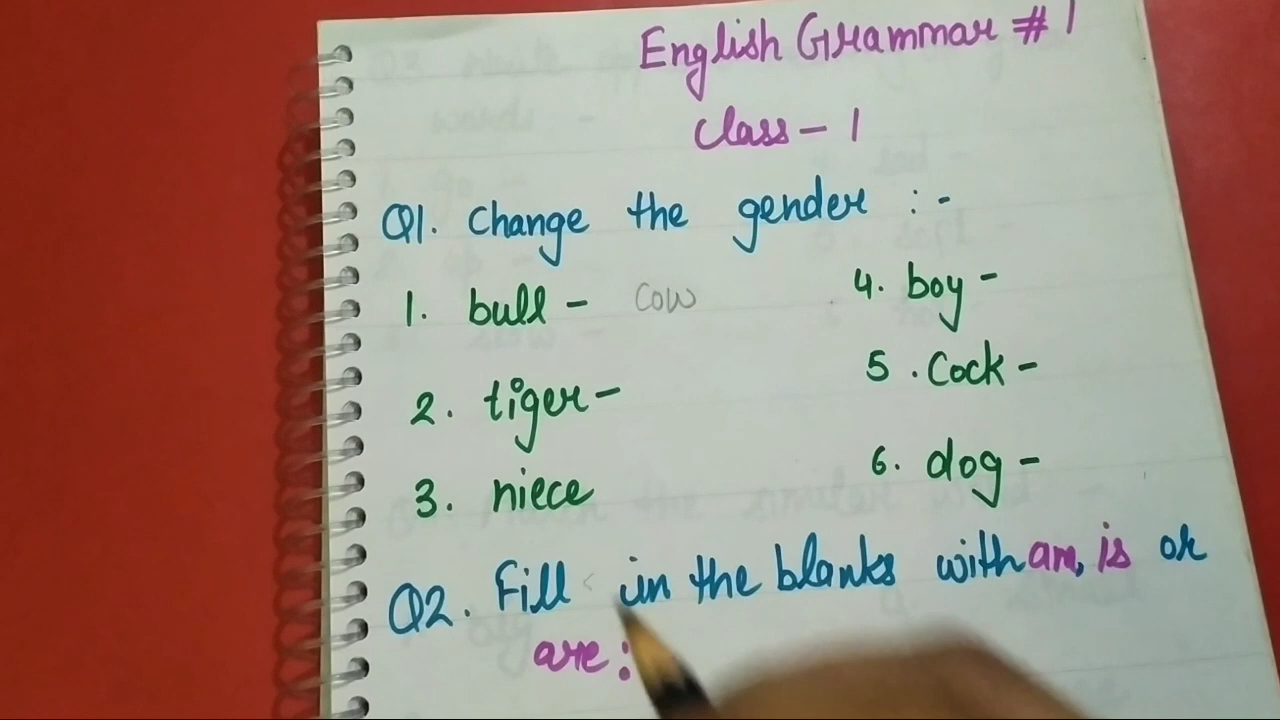 English Grammar # 1
Class - 1
Q1. Change the gender :-
1. bull - cow
4. boy -
2. tiger -
5. Cock -
3. niece
6. dog -
Q2. Fill in the blanks with am, is or
are: